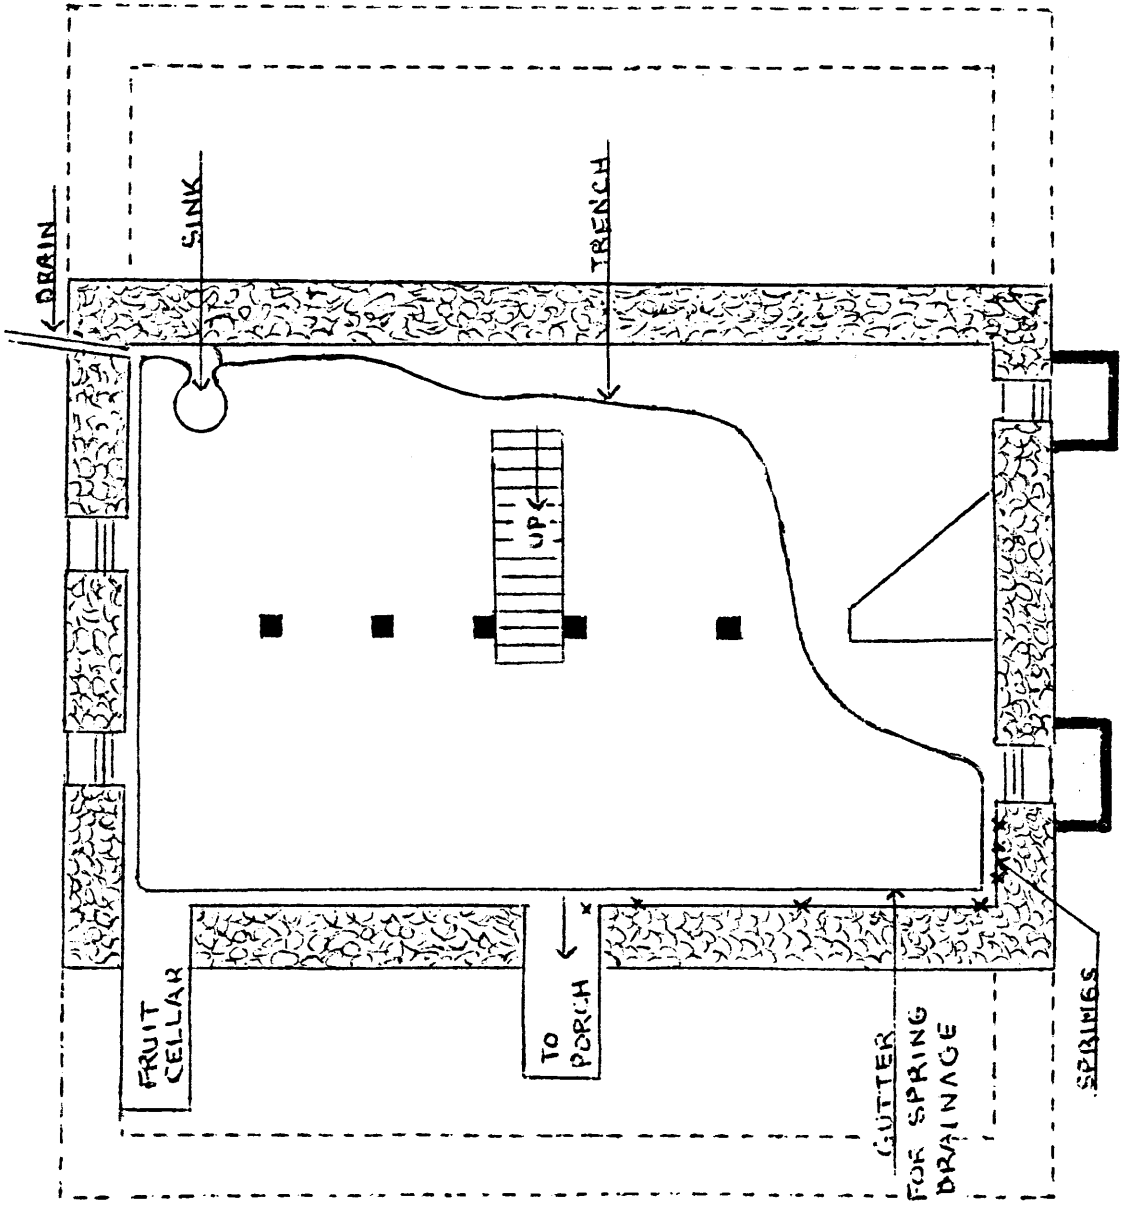 DRAIN
SINK
TRENCH
UP
FRUIT
CELLAR
TO
PORCH
GUTTER
FOR SPRING
DRAINAGE
SPRINGS